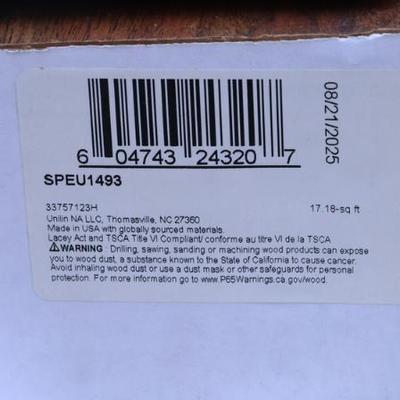 08/21/2025
6 04743 24320 7
SPEU1493
33757123H 17.18-sq ft
Unilin NA LLC, Thomasville, NC 27360
Made in USA with globally sourced materials.
Lacey Act and TSCA Title VI Compliant/ conforme au titre VI de la TSCA
⚠WARNING : Drilling, sawing, sanding or machining wood products can expose
you to wood dust, a substance known to the State of California to cause cancer.
Avoid inhaling wood dust or use a dust mask or other safeguards for personal
protection. For more information go to www.P65Warnings.ca.gov/wood.